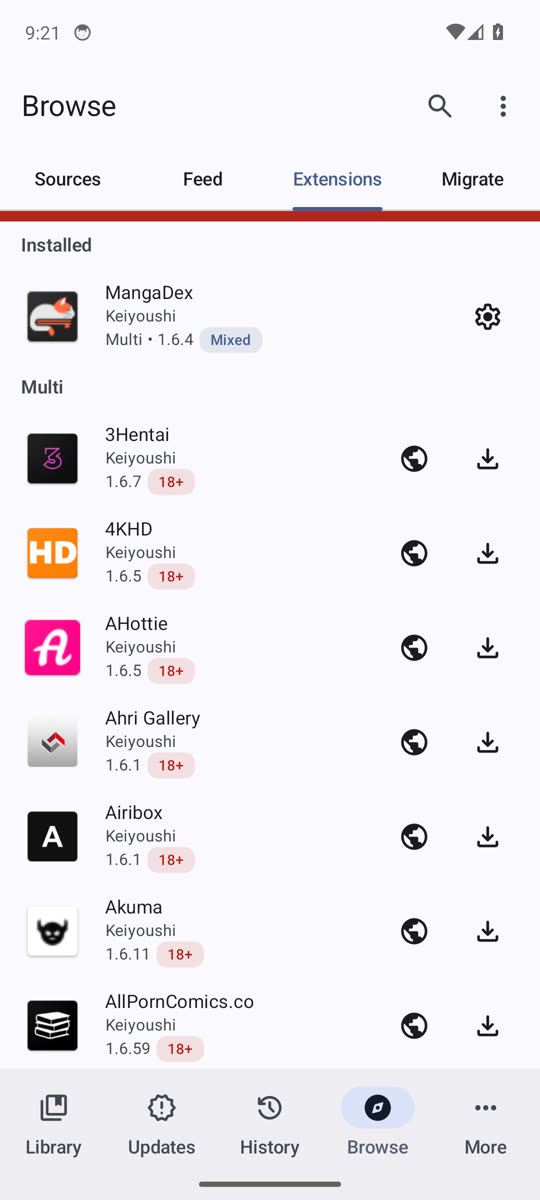 9:21
Browse
Sources Feed Extensions Migrate
Installed
MangaDex
Keiyoushi
Multi • 1.6.4 Mixed
Multi
3Hentai
Keiyoushi
1.6.7 18+
HD
4KHD
Keiyoushi
1.6.5 18+
A
AHottie
Keiyoushi
1.6.5 18+
Ahri Gallery
Keiyoushi
1.6.1 18+
A
Airibox
Keiyoushi
1.6.1 18+
Akuma
Keiyoushi
1.6.11 18+
AllPornComics.co
Keiyoushi
1.6.59 18+
Library Updates History Browse More